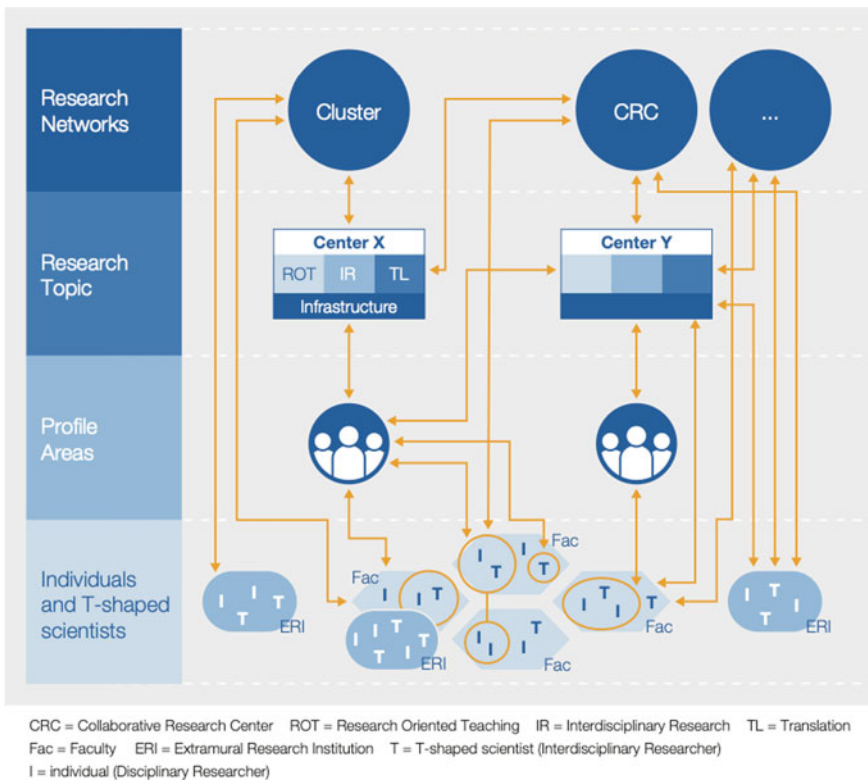 Research
Networks
Cluster
CRC
...
Research
Topic
Center X
ROT IR TL
Infrastructure
Center Y
Profile
Areas
Individuals
and T-shaped
scientists
I I T
T
ERI
Fac
I I T
I I T
T I T
ERI
I T
I T
Fac
I I
I T
Fac
I T I
T
Fac
I T
T I
ERI
CRC = Collaborative Research Center ROT = Research Oriented Teaching IR = Interdisciplinary Research TL = Translation
Fac = Faculty ERI = Extramural Research Institution T = T-shaped scientist (Interdisciplinary Researcher)
I = individual (Disciplinary Researcher)